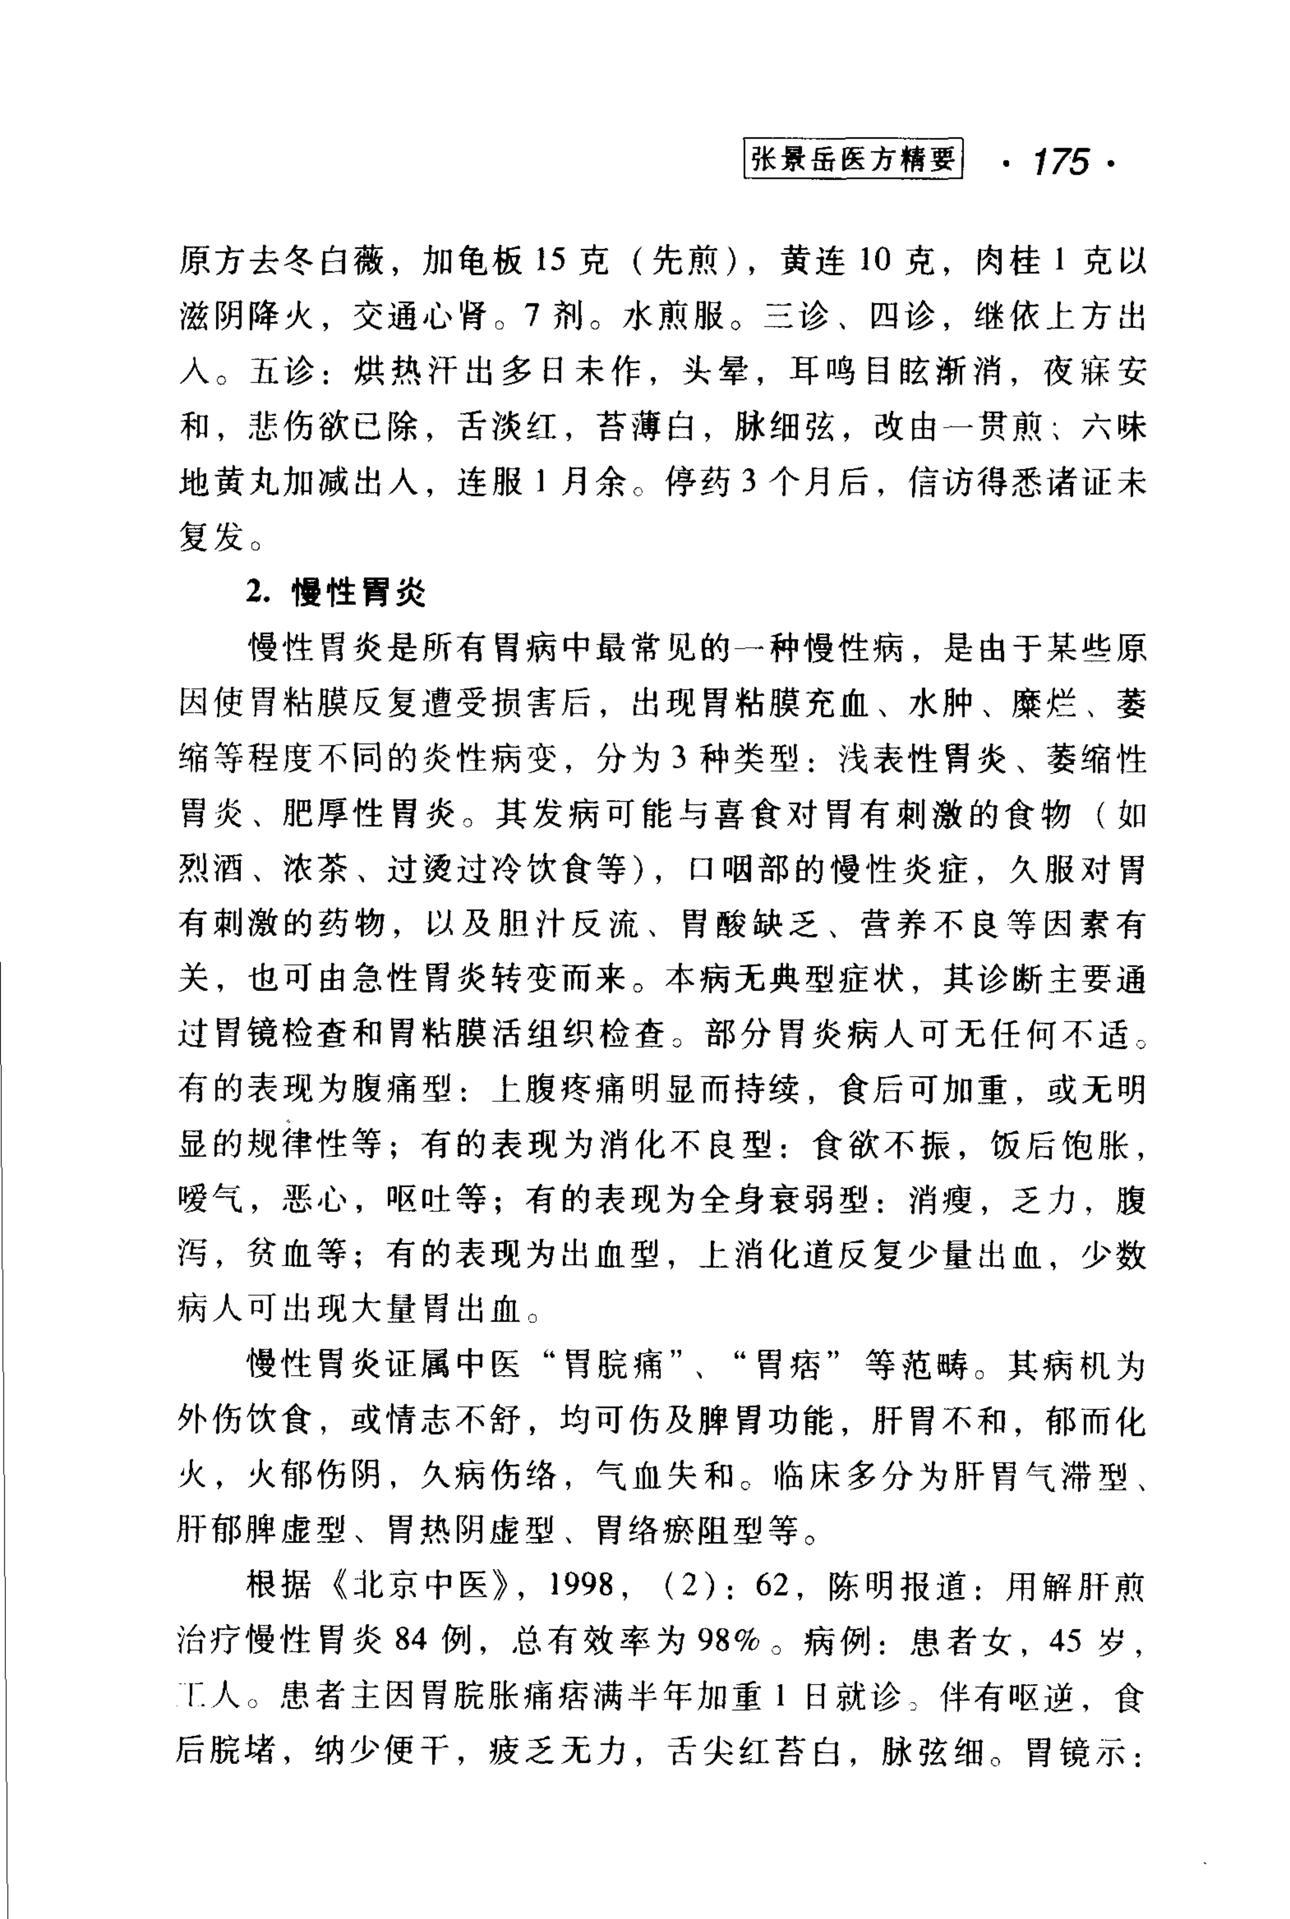 张景岳医方精要 · 175 ·
原方去冬白薇，加龟板 15 克（先煎），黄连 10 克，肉桂 1 克以
滋阴降火，交通心肾。7 剂。水煎服。三诊、四诊，继依上方出
入。五诊：烘热汗出多日未作，头晕，耳鸣目眩渐消，夜寐安
和，悲伤欲已除，舌淡红，苔薄白，脉细弦，改由一贯煎；六味
地黄丸加减出入，连服 1 月余。停药 3 个月后，信访得悉诸证未
复发。
2. 慢性胃炎
慢性胃炎是所有胃病中最常见的一种慢性病，是由于某些原
因使胃粘膜反复遭受损害后，出现胃粘膜充血、水肿、糜烂、萎
缩等程度不同的炎性病变，分为 3 种类型：浅表性胃炎、萎缩性
胃炎、肥厚性胃炎。其发病可能与喜食对胃有刺激的食物（如
烈酒、浓茶、过烫过冷饮食等），口咽部的慢性炎症，久服对胃
有刺激的药物，以及胆汁反流、胃酸缺乏、营养不良等因素有
关，也可由急性胃炎转变而来。本病无典型症状，其诊断主要通
过胃镜检查和胃粘膜活组织检查。部分胃炎病人可无任何不适。
有的表现为腹痛型：上腹疼痛明显而持续，食后可加重，或无明
显的规律性等；有的表现为消化不良型：食欲不振，饭后饱胀，
嗳气，恶心，呕吐等；有的表现为全身衰弱型：消瘦，乏力，腹
泻，贫血等；有的表现为出血型，上消化道反复少量出血，少数
病人可出现大量胃出血。
慢性胃炎证属中医“胃脘痛”、“胃痞”等范畴。其病机为
外伤饮食，或情志不舒，均可伤及脾胃功能，肝胃不和，郁而化
火，火郁伤阴，久病伤络，气血失和。临床多分为肝胃气滞型、
肝郁脾虚型、胃热阴虚型、胃络瘀阻型等。
根据《北京中医》，1998，（2）：62，陈明报道：用解肝煎
治疗慢性胃炎 84 例，总有效率为 98%。病例：患者女，45 岁，
工人。患者主因胃脘胀痛痞满半年加重 1 日就诊。伴有呕逆，食
后脘堵，纳少便干，疲乏无力，舌尖红苔白，脉弦细。胃镜示：